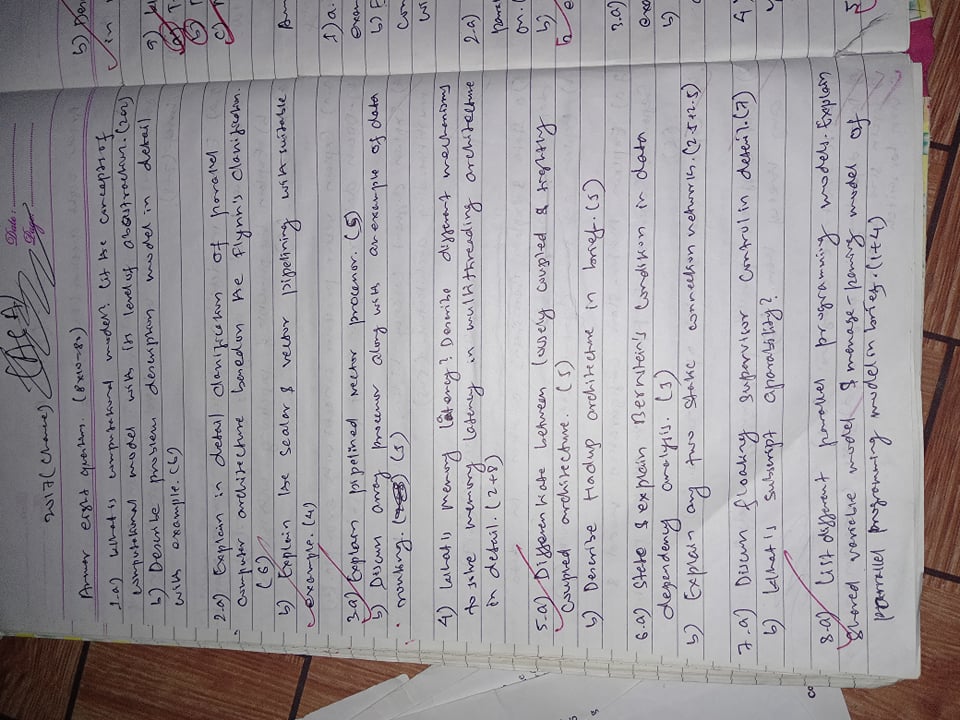 (ACA)
Date :
Page:
2017 (Chance)
Answer eight questions. (8x10=80)
1.a) What is computational model? List the concepts of
computational model with its level of abstraction. (2+2)
b) Describe problem description model in detail
with example. (6)
2.a) Explain in detail classification of parallel
computer architecture based on the Flynn's classification.
(6)
b) Explain the scalar & vector pipelining with suitable
example. (4)
3.a) Explain pipelined vector processor. (5)
b) Discuss array processor along with an example of data
routing. (5)
4) What is memory latency? Describe different mechanisms
to solve memory latency in multithreading architecture
in detail. (2+8)
5.a) Differentiate between loosely coupled & tightly
coupled architecture. (5)
b) Describe Hadup architecture in brief. (5)
6.a) State & explain Bernstein's Condition in data
dependency analysis. (5)
b) Explain any two static connection networks. (2.5+2.5)
7.a) Discuss floating supervisor control in detail. (7)
b) What is subscript aparability?
8.a) List different parallel programming models. Explain
shared variable model & message-passing model of
parrallel programming model in brief. (1+4)
b) Des
in
a)
b)
c)
1) a.
exam
b) E
con
wi
2.a)
para
on.
b)
3.a)
exa
b)
4
5